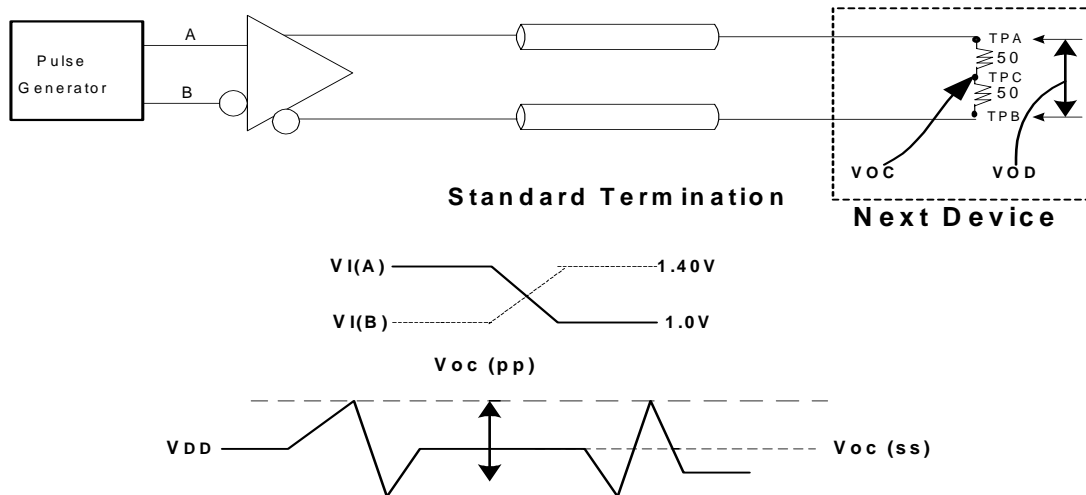 Pulse
Generator
A
B
TPA
50
TPC
50
TPB
VOC
VOD
Standard Termination
Next Device
VI(A)
1.40V
VI(B)
1.0V
Voc (pp)
VDD
Voc (ss)